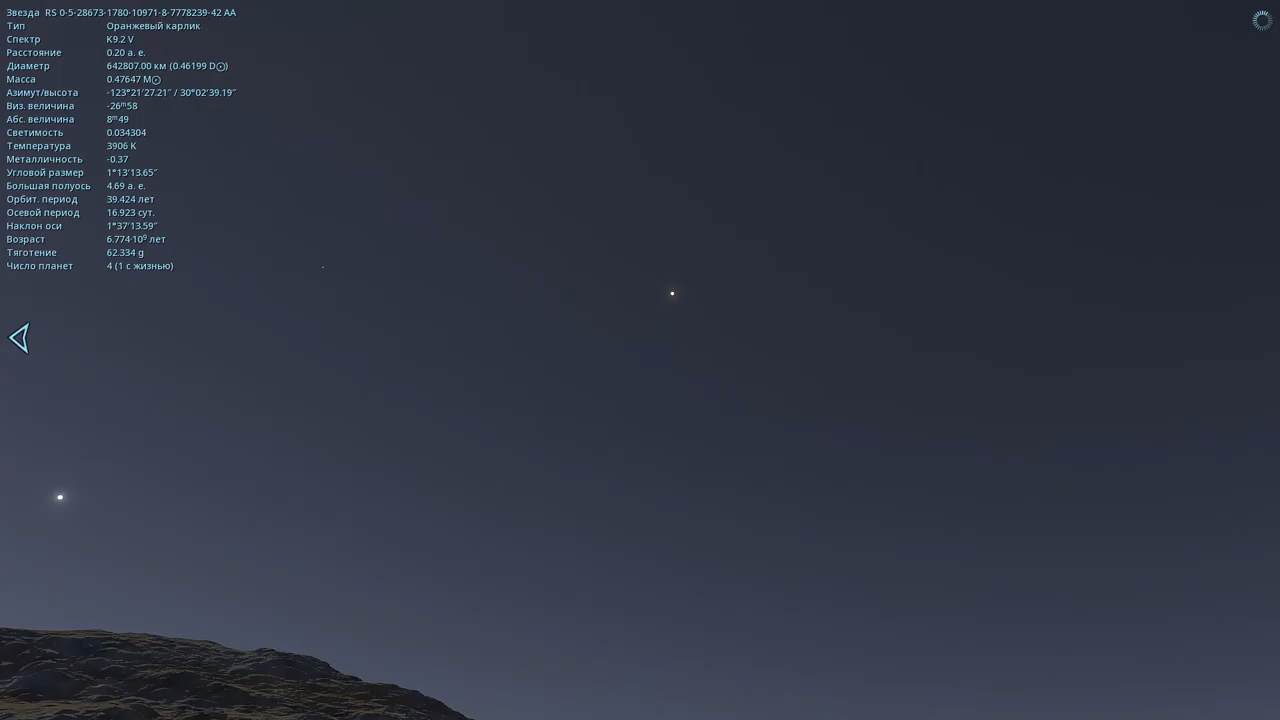 Звезда RS 0-5-28673-1780-10971-8-7778239-42 AA
Тип Оранжевый карлик
Спектр K9.2 V
Расстояние 0.20 а. е.
Диаметр 642807.00 км (0.46199 D☉)
Масса 0.47647 M☉
Азимут/высота -123°21′27.21″ / 30°02′39.19″
Виз. величина -26ᵐ58
Абс. величина 8ᵐ49
Светимость 0.034304
Температура 3906 K
Металличность -0.37
Угловой размер 1°13′13.65″
Большая полуось 4.69 а. е.
Орбит. период 39.424 лет
Осевой период 16.923 сут.
Наклон оси 1°37′13.59″
Возраст 6.774·10⁹ лет
Тяготение 62.334 g
Число планет 4 (1 с жизнью)